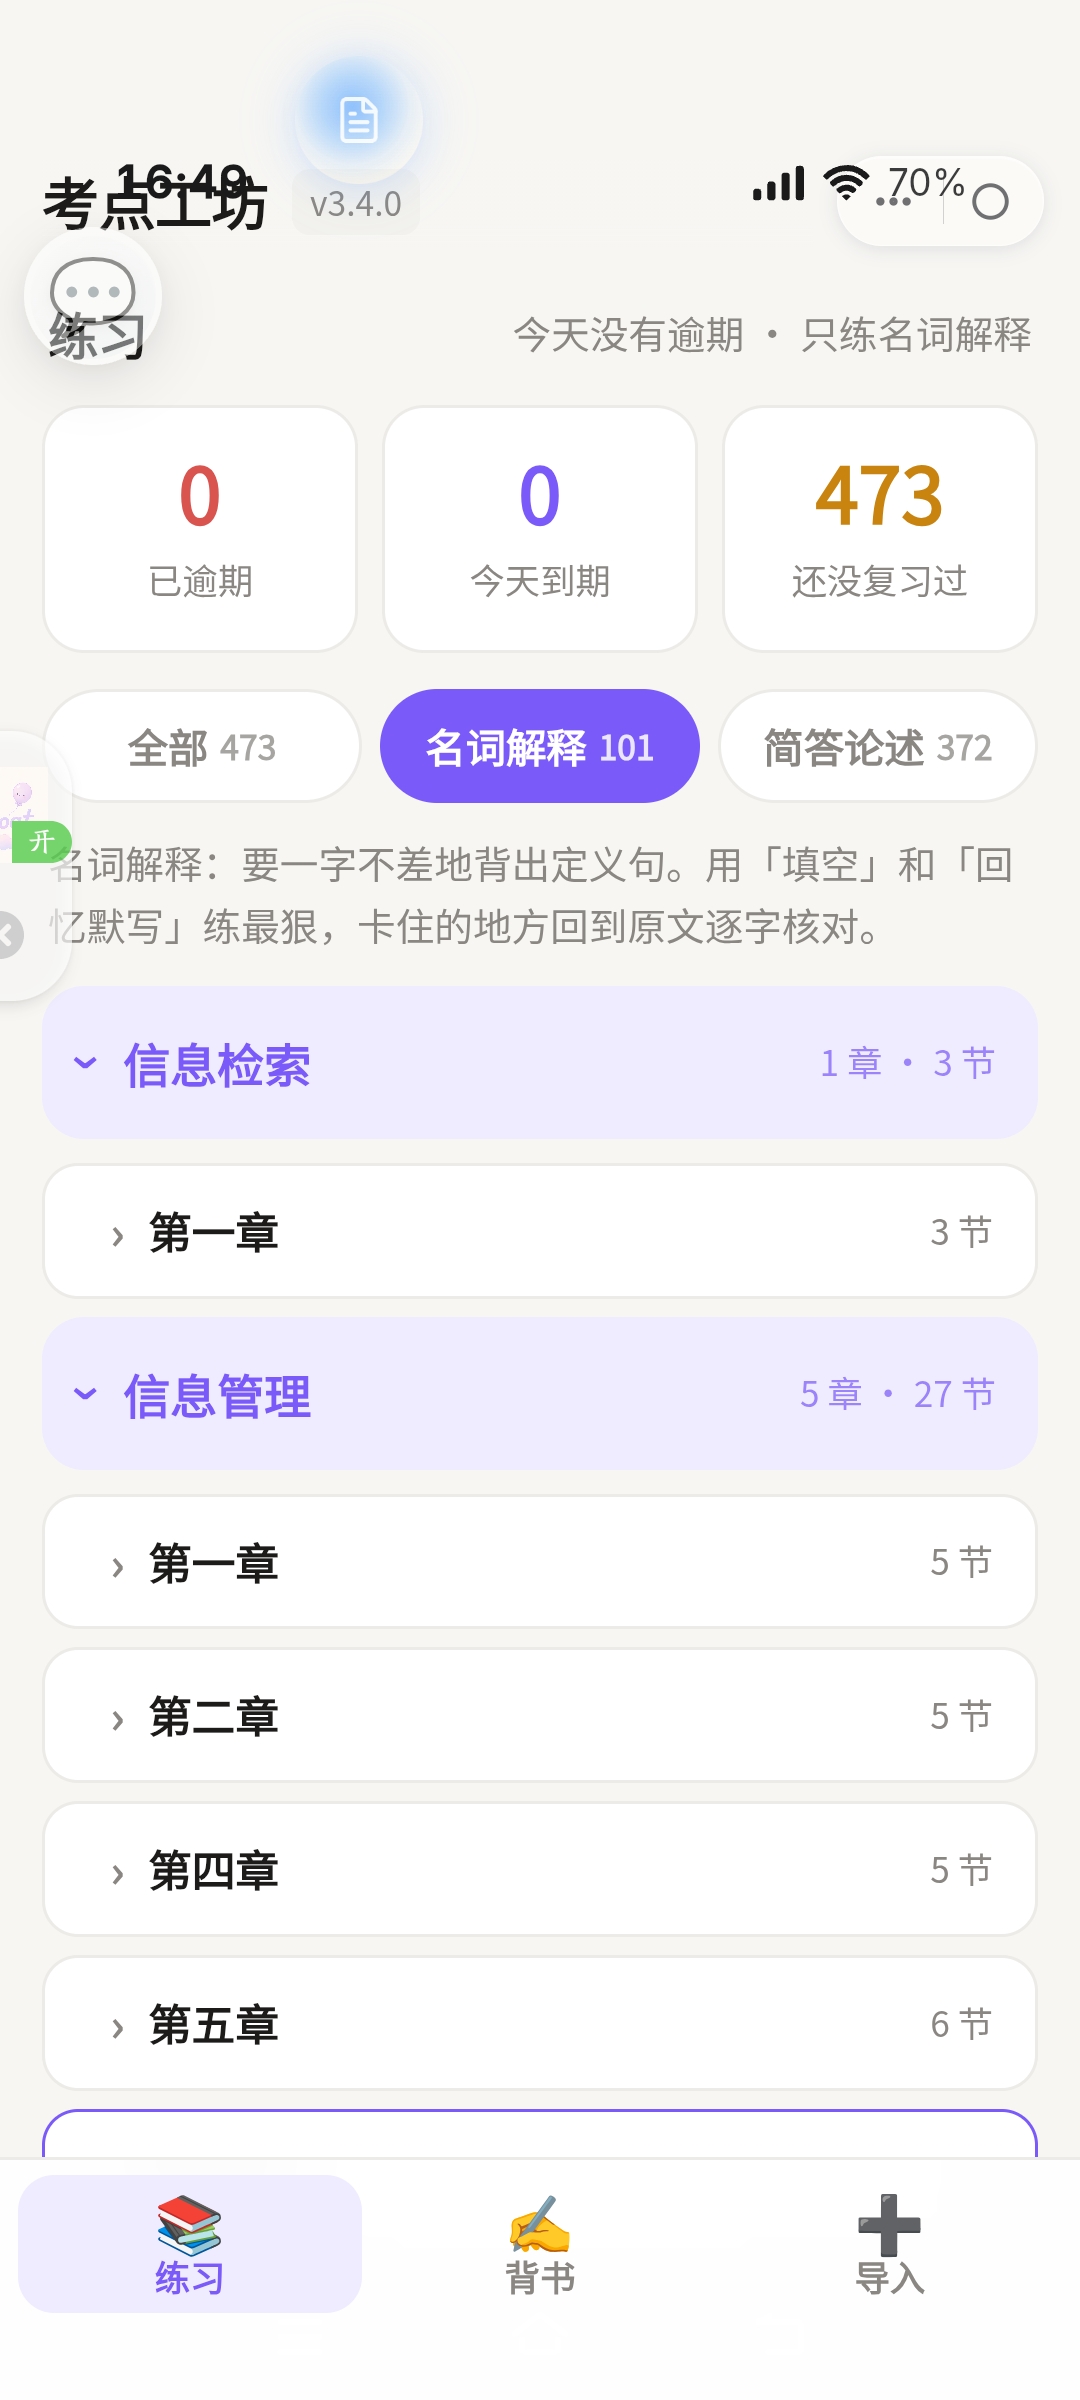 16:49
70%
考点工坊
v3.4.0
练习
今天没有逾期 · 只练名词解释
0
已逾期
0
今天到期
473
还没复习过
全部 473
名词解释 101
简答论述 372
开
名词解释：要一字不差地背出定义句。用「填空」和「回
忆默写」练最狠，卡住的地方回到原文逐字核对。
信息检索
1 章 · 3 节
第一章
3 节
信息管理
5 章 · 27 节
第一章
5 节
第二章
5 节
第四章
5 节
第五章
6 节
练习
背书
导入